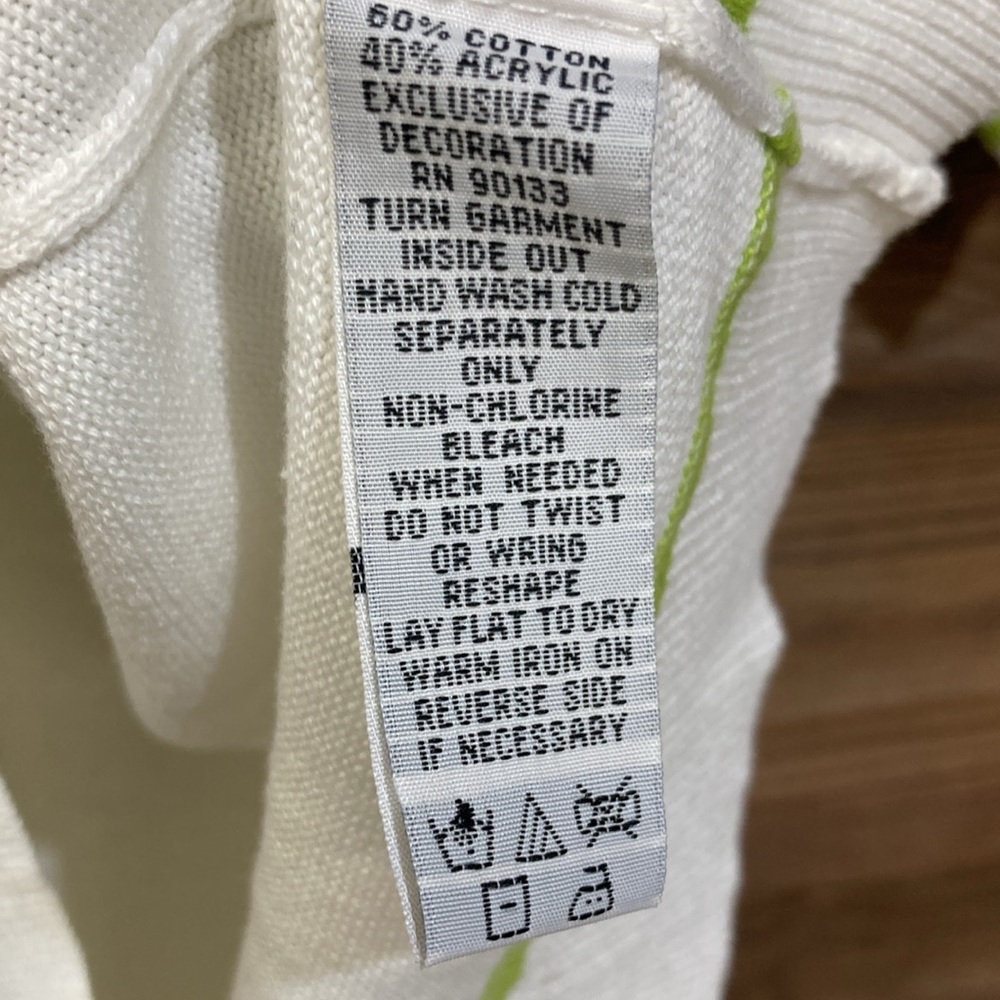 60% COTTON
40% ACRYLIC
EXCLUSIVE OF
DECORATION
RN 90133
TURN GARMENT
INSIDE OUT
HAND WASH COLD
SEPARATELY
ONLY
NON-CHLORINE
BLEACH
WHEN NEEDED
DO NOT TWIST
OR WRING
RESHAPE
LAY FLAT TO DRY
WARM IRON ON
REVERSE SIDE
IF NECESSARY